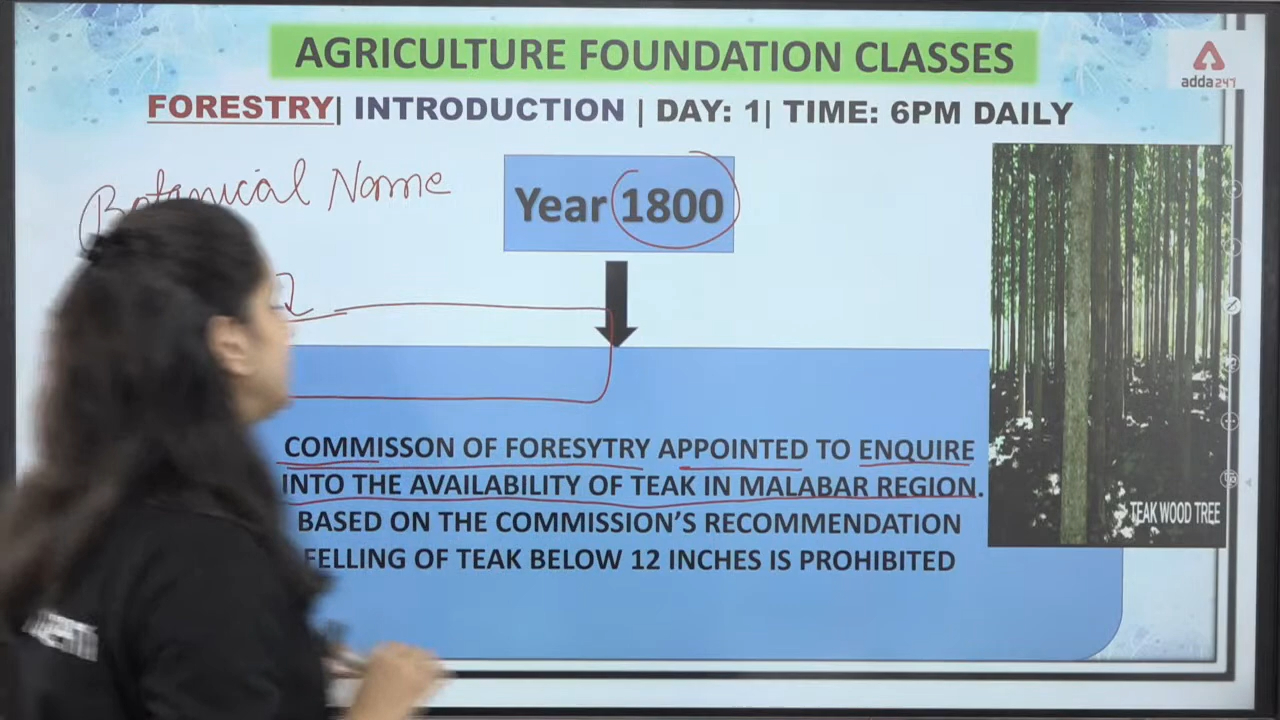 AGRICULTURE FOUNDATION CLASSES
adda247
FORESTRY| INTRODUCTION | DAY: 1| TIME: 6PM DAILY
Botanical Name
Year 1800
COMMISSON OF FORESYTRY APPOINTED TO ENQUIRE
INTO THE AVAILABILITY OF TEAK IN MALABAR REGION.
BASED ON THE COMMISSION'S RECOMMENDATION
FELLING OF TEAK BELOW 12 INCHES IS PROHIBITED
TEAK WOOD TREE